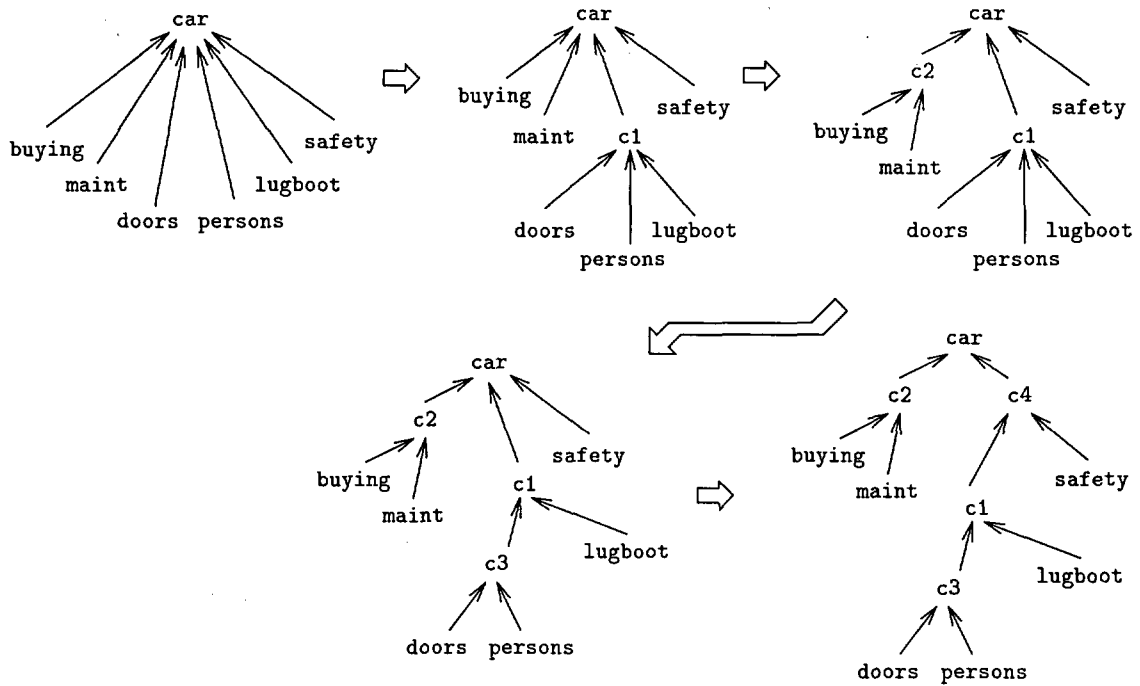 car
buying
maint
doors
persons
lugboot
safety
car
buying
maint
c1
safety
doors
persons
lugboot
car
c2
buying
maint
c1
safety
doors
persons
lugboot
car
c2
buying
maint
c1
safety
c3
lugboot
doors
persons
car
c2
c4
buying
maint
c1
safety
c3
lugboot
doors
persons